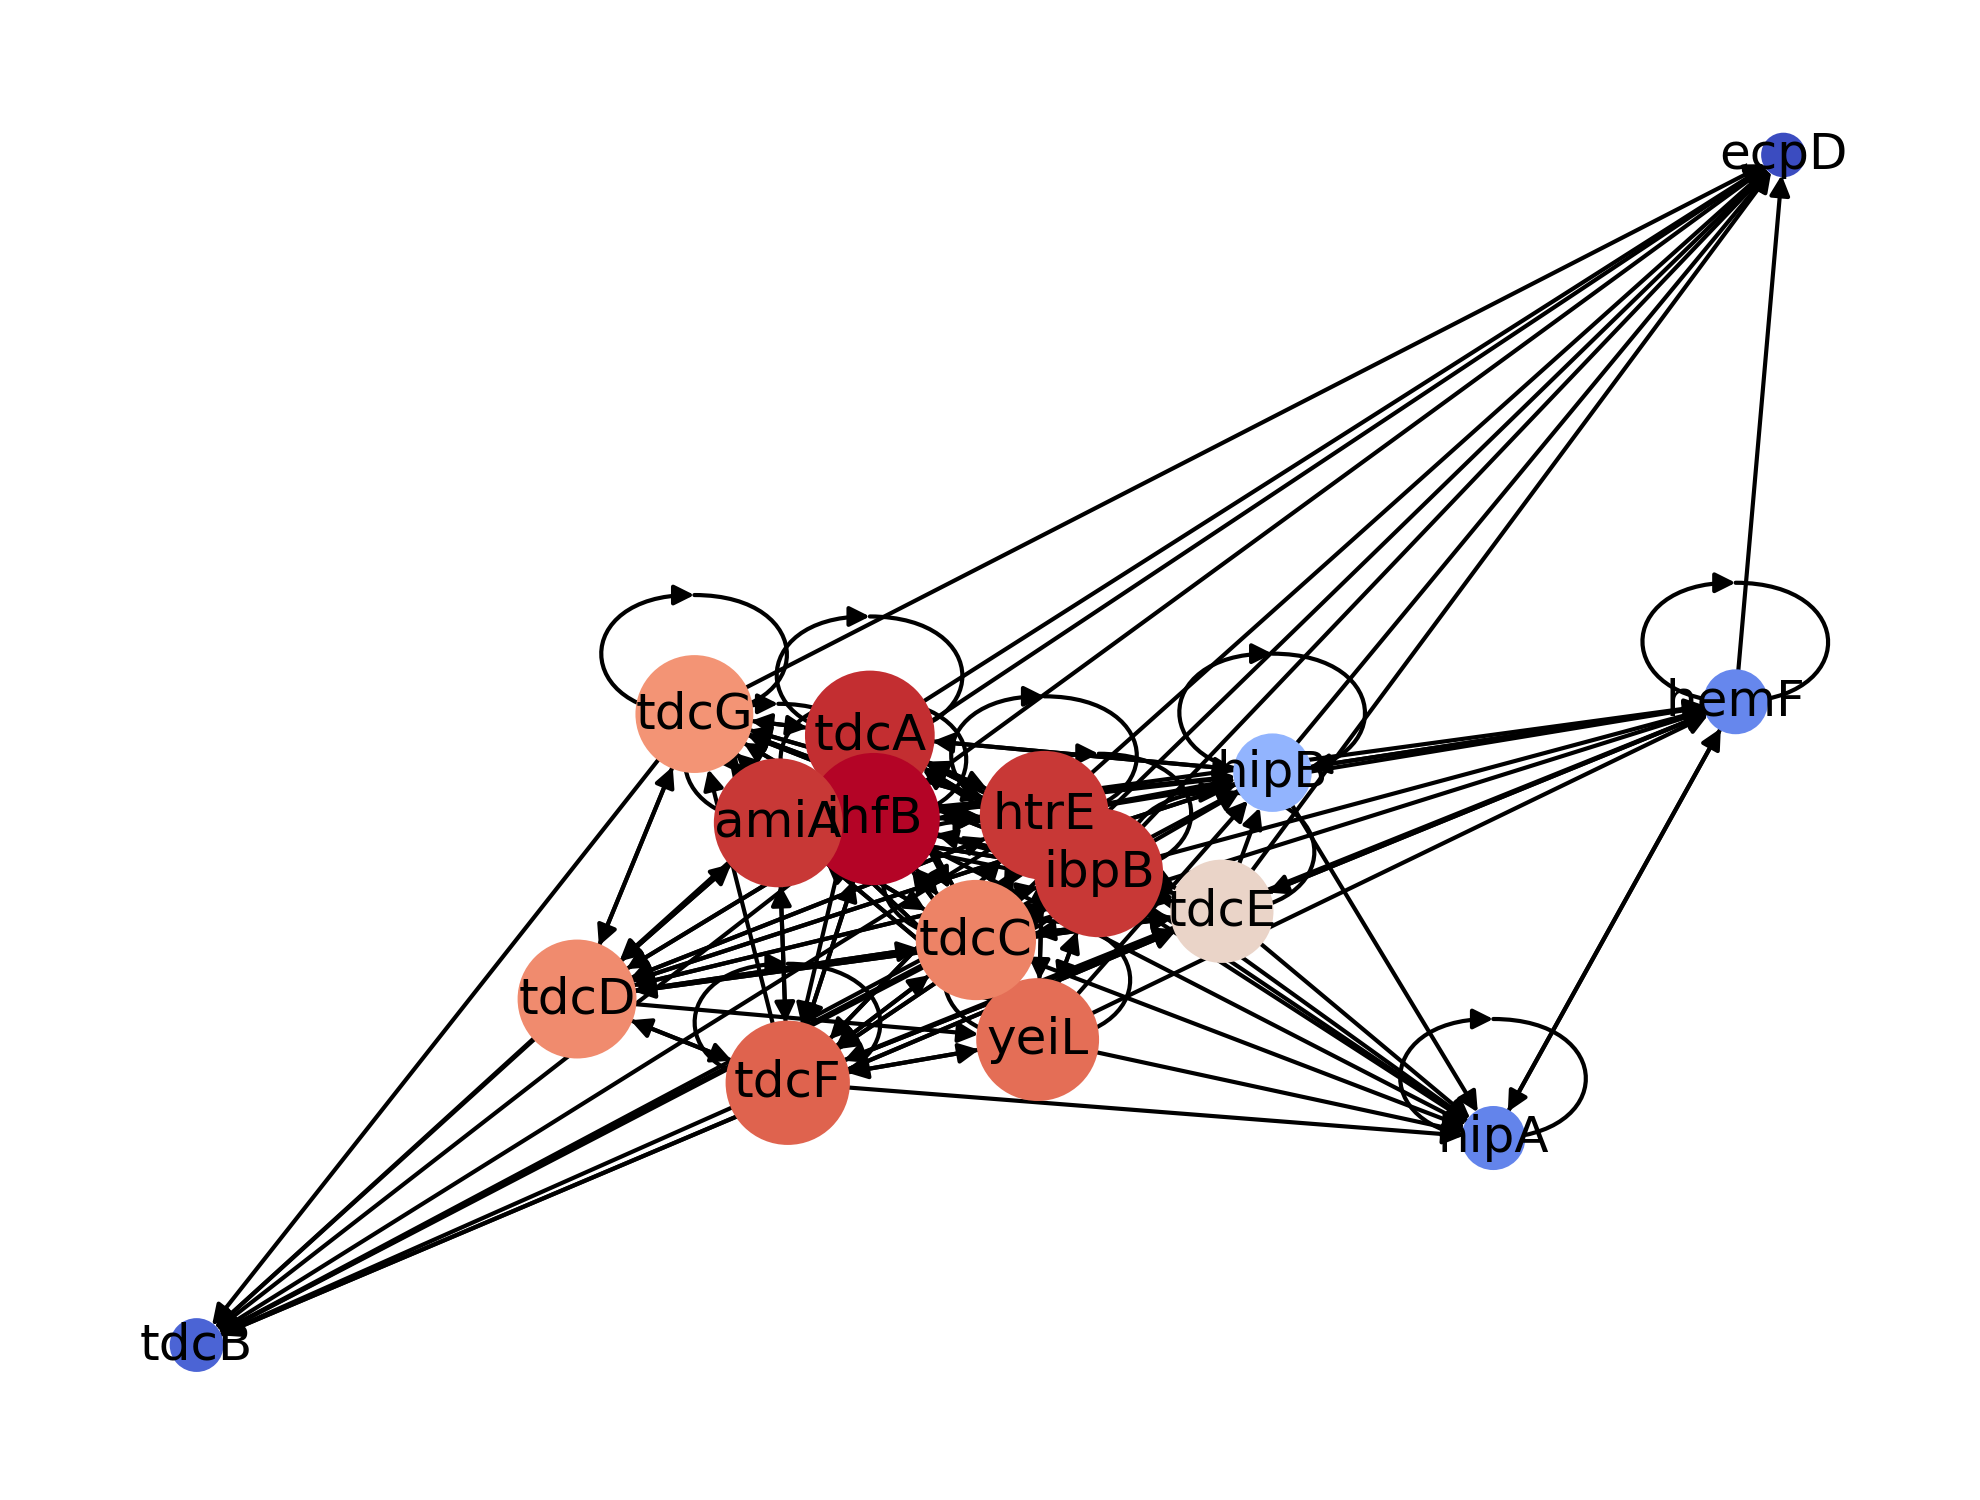 ecpD
hemF
tdcG
tdcA
hipB
amiA
ihfB
htrE
ibpB
tdcE
tdcC
tdcD
yeiL
tdcF
hipA
tdcB